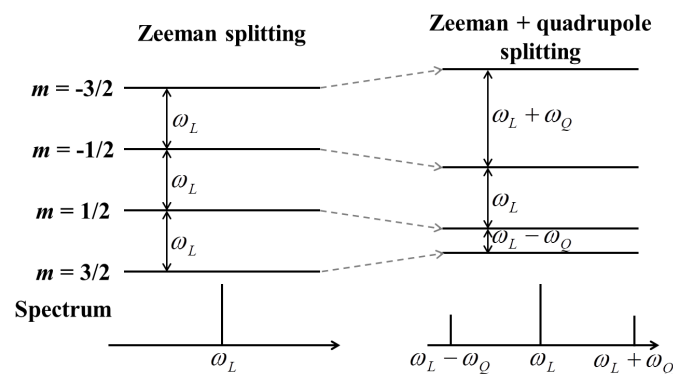 Zeeman splitting
Zeeman + quadrupole
splitting
m = -3/2
ω_L
ω_L + ω_Q
m = -1/2
ω_L
ω_L
m = 1/2
ω_L
ω_L − ω_Q
m = 3/2
Spectrum
ω_L
ω_L − ω_Q
ω_L
ω_L + ω_Q